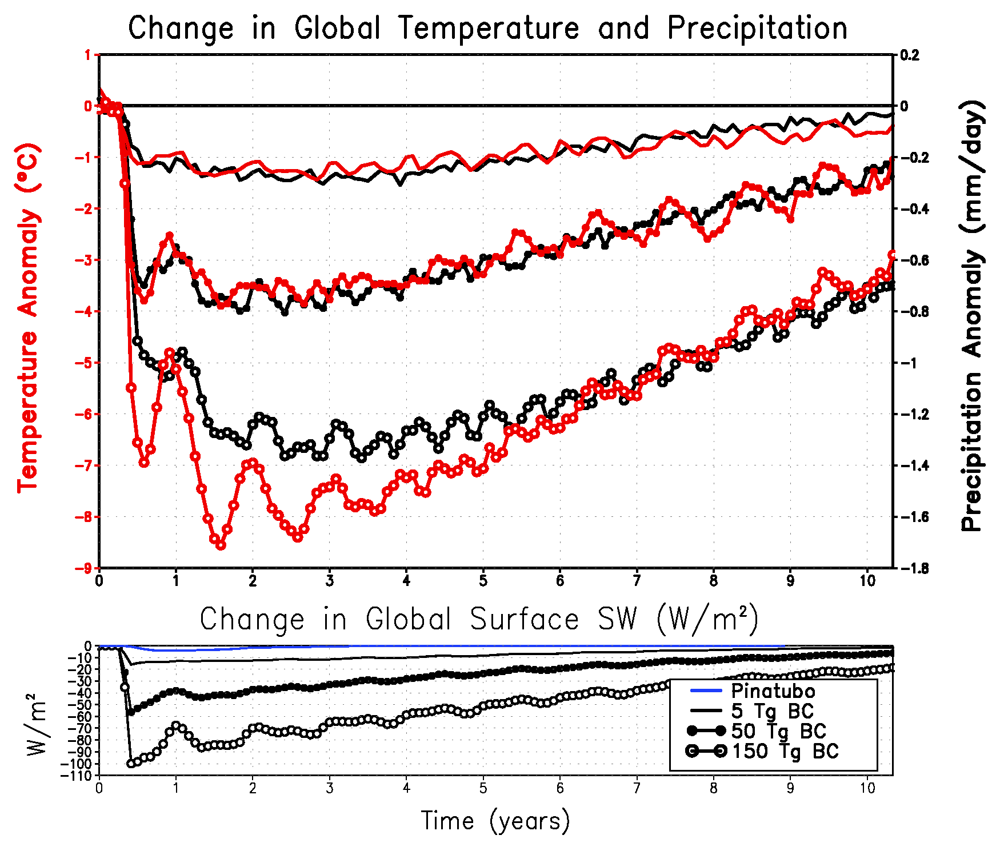 Change in Global Temperature and Precipitation
Temperature Anomaly (°C)
1
0
−1
−2
−3
−4
−5
−6
−7
−8
−9
0.2
0
−0.2
−0.4
−0.6
−0.8
−1
−1.2
−1.4
−1.6
−1.8
Precipitation Anomaly (mm/day)
0 1 2 3 4 5 6 7 8 9 10
Change in Global Surface SW (W/m²)
W/m²
0
−10
−20
−30
−40
−50
−60
−70
−80
−90
−100
−110
Pinatubo
5 Tg BC
50 Tg BC
150 Tg BC
0 1 2 3 4 5 6 7 8 9 10
Time (years)